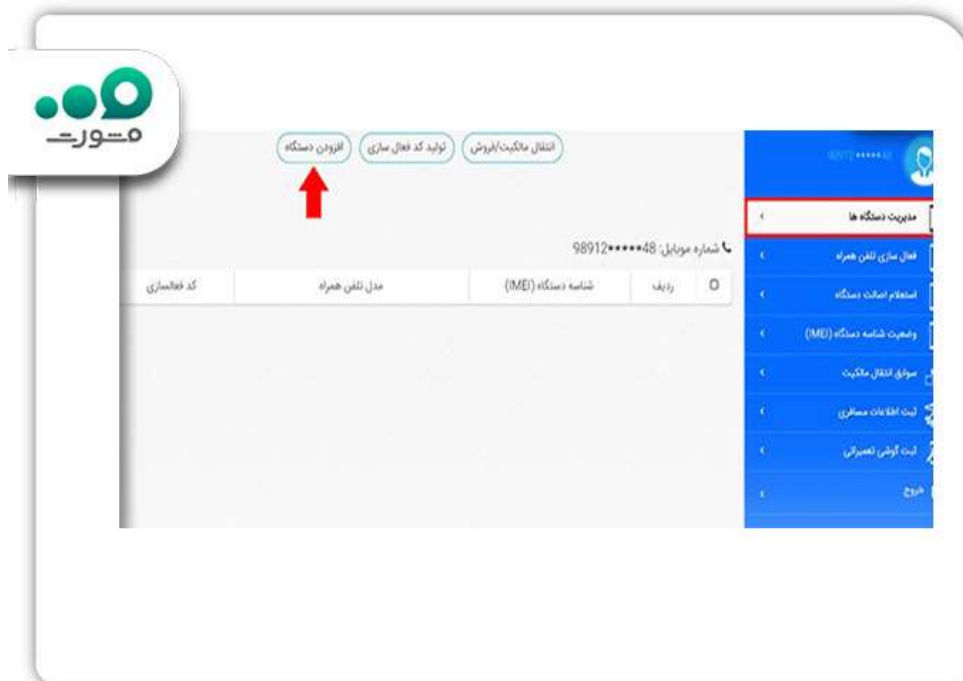 مشورت
انتقال مالکیت/فروش تولید کد فعال سازی افزودن دستگاه
98912*****48
مدیریت دستگاه ها
فعال سازی تلفن همراه
استعلام اصالت دستگاه
وضعیت شناسه دستگاه (IMEI)
سوابق انتقال مالکیت
ثبت اطلاعات مسافری
ثبت گوشی تعمیراتی
خروج
شماره موبایل: 98912*****48
ردیف شناسه دستگاه (IMEI) مدل تلفن همراه کد فعالسازی